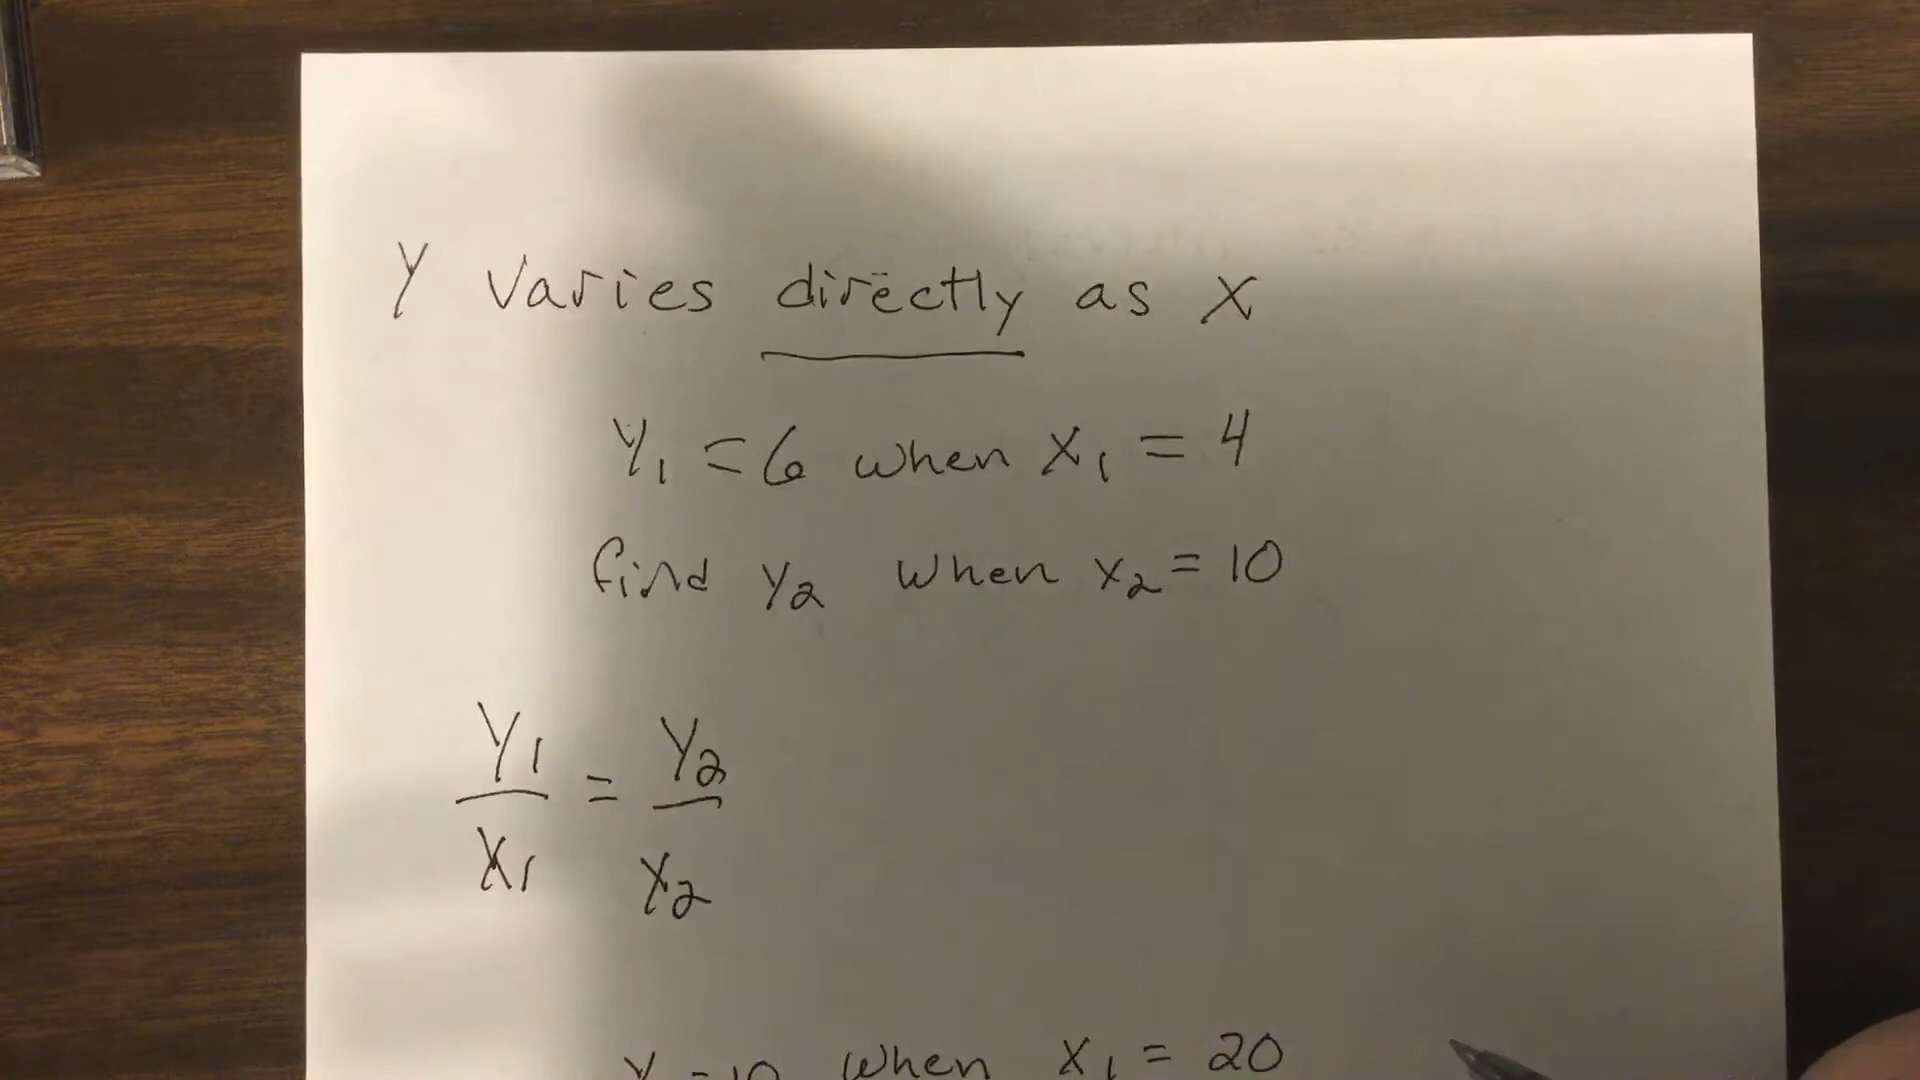 Y varies directly as X
Y₁ = 6 when X₁ = 4
find Y₂ when X₂ = 10
Y₁ = Y₂
X₁ X₂
when X₁ = 20